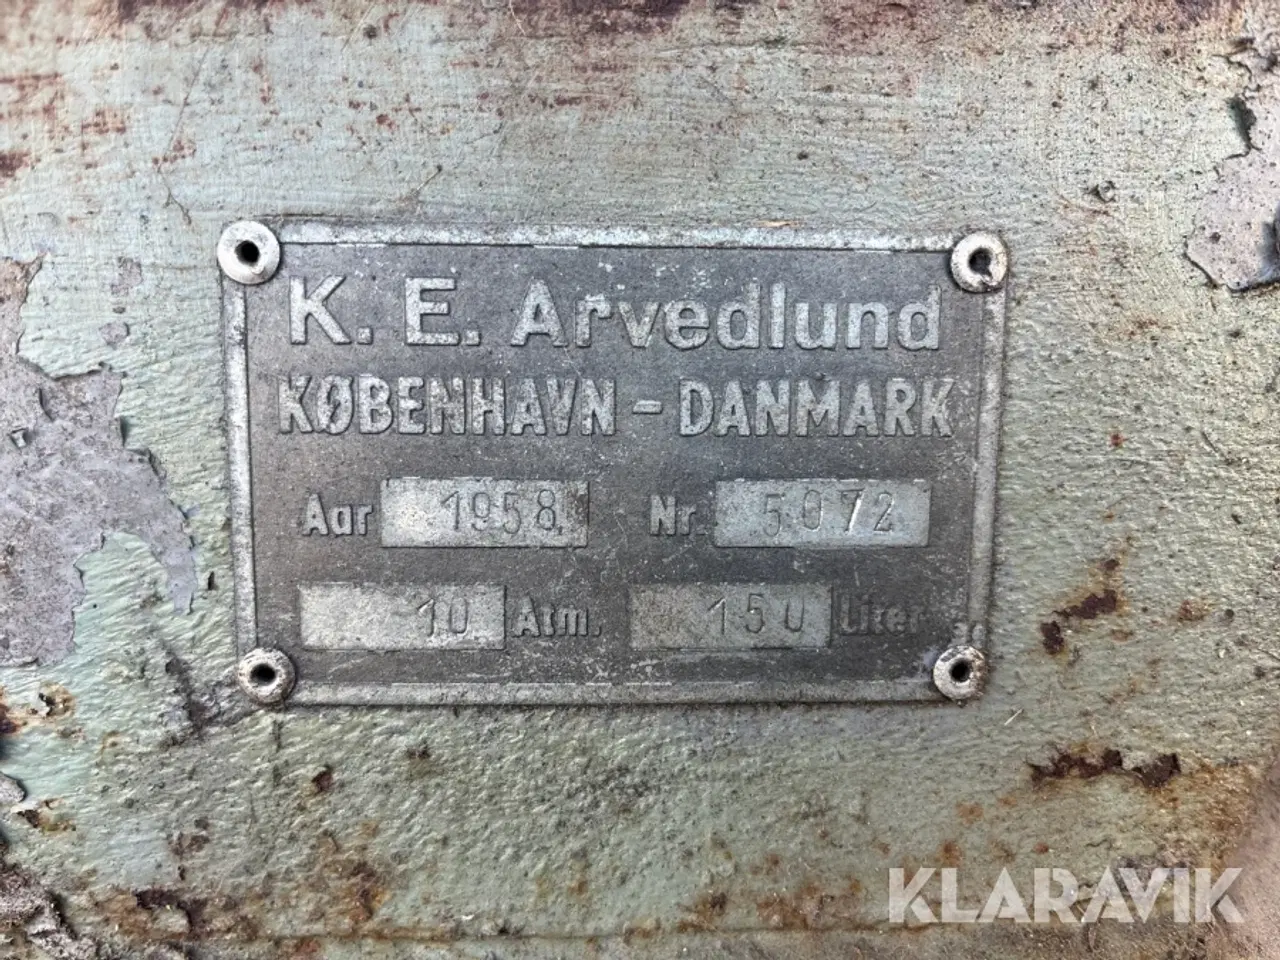 K. E. Arvedlund
KØBENHAVN - DANMARK
Aar 1958 Nr. 5072
10 Atm. 150 Liter
KLARAVIK